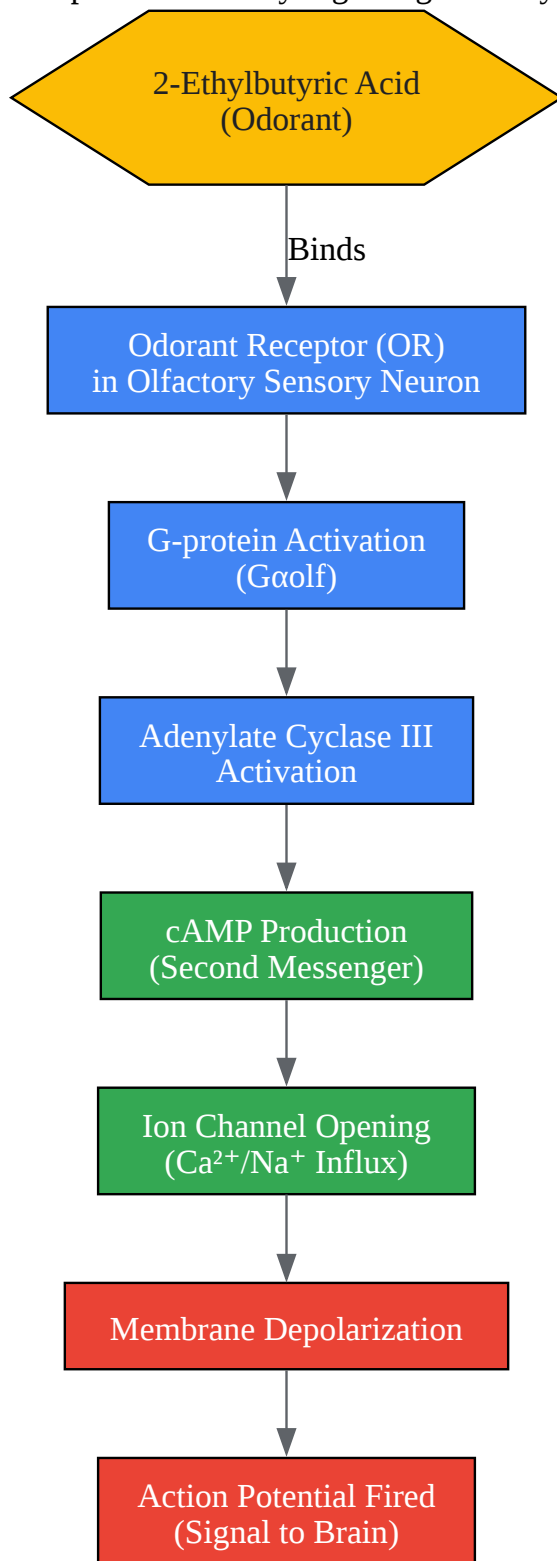 2-Ethylbutyric Acid
(Odorant)
Binds
Odorant Receptor (OR)
in Olfactory Sensory Neuron
G-protein Activation
(Gαolf)
Adenylate Cyclase III
Activation
cAMP Production
(Second Messenger)
Ion Channel Opening
(Ca²⁺/Na⁺ Influx)
Membrane Depolarization
Action Potential Fired
(Signal to Brain)